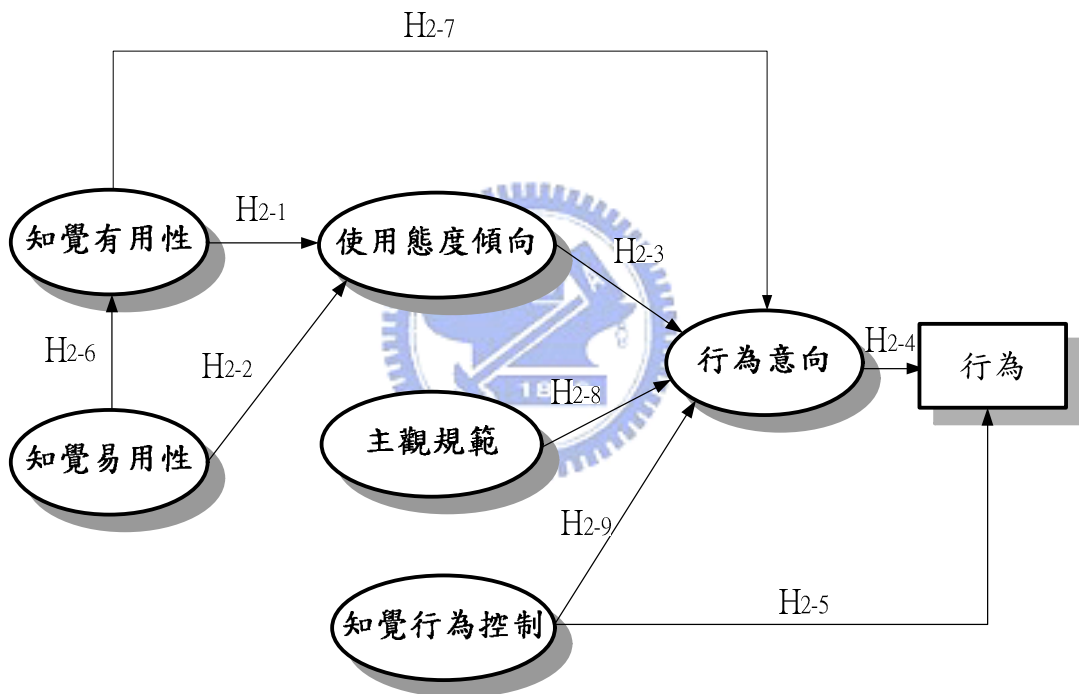 H2-7
知覺有用性
H2-1
使用態度傾向
H2-3
H2-6
H2-2
行為意向
H2-4
行為
知覺易用性
主觀規範
H2-8
H2-9
知覺行為控制
H2-5